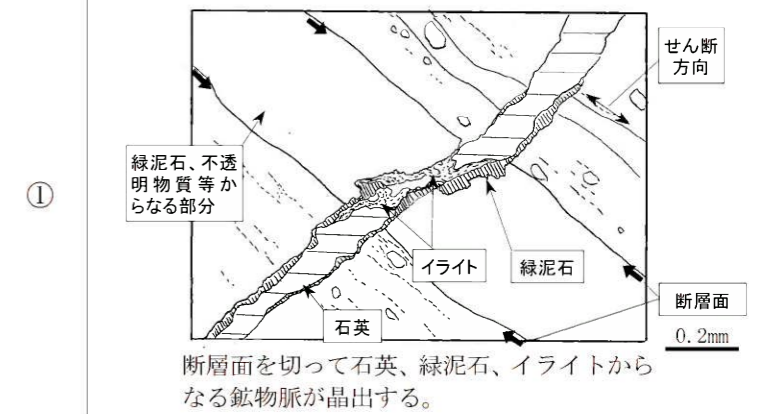 せん断
方向
緑泥石、不透
明物質等か
らなる部分
①
イライト
緑泥石
断層面
石英
0.2mm
断層面を切って石英、緑泥石、イライトから
なる鉱物脈が晶出する。